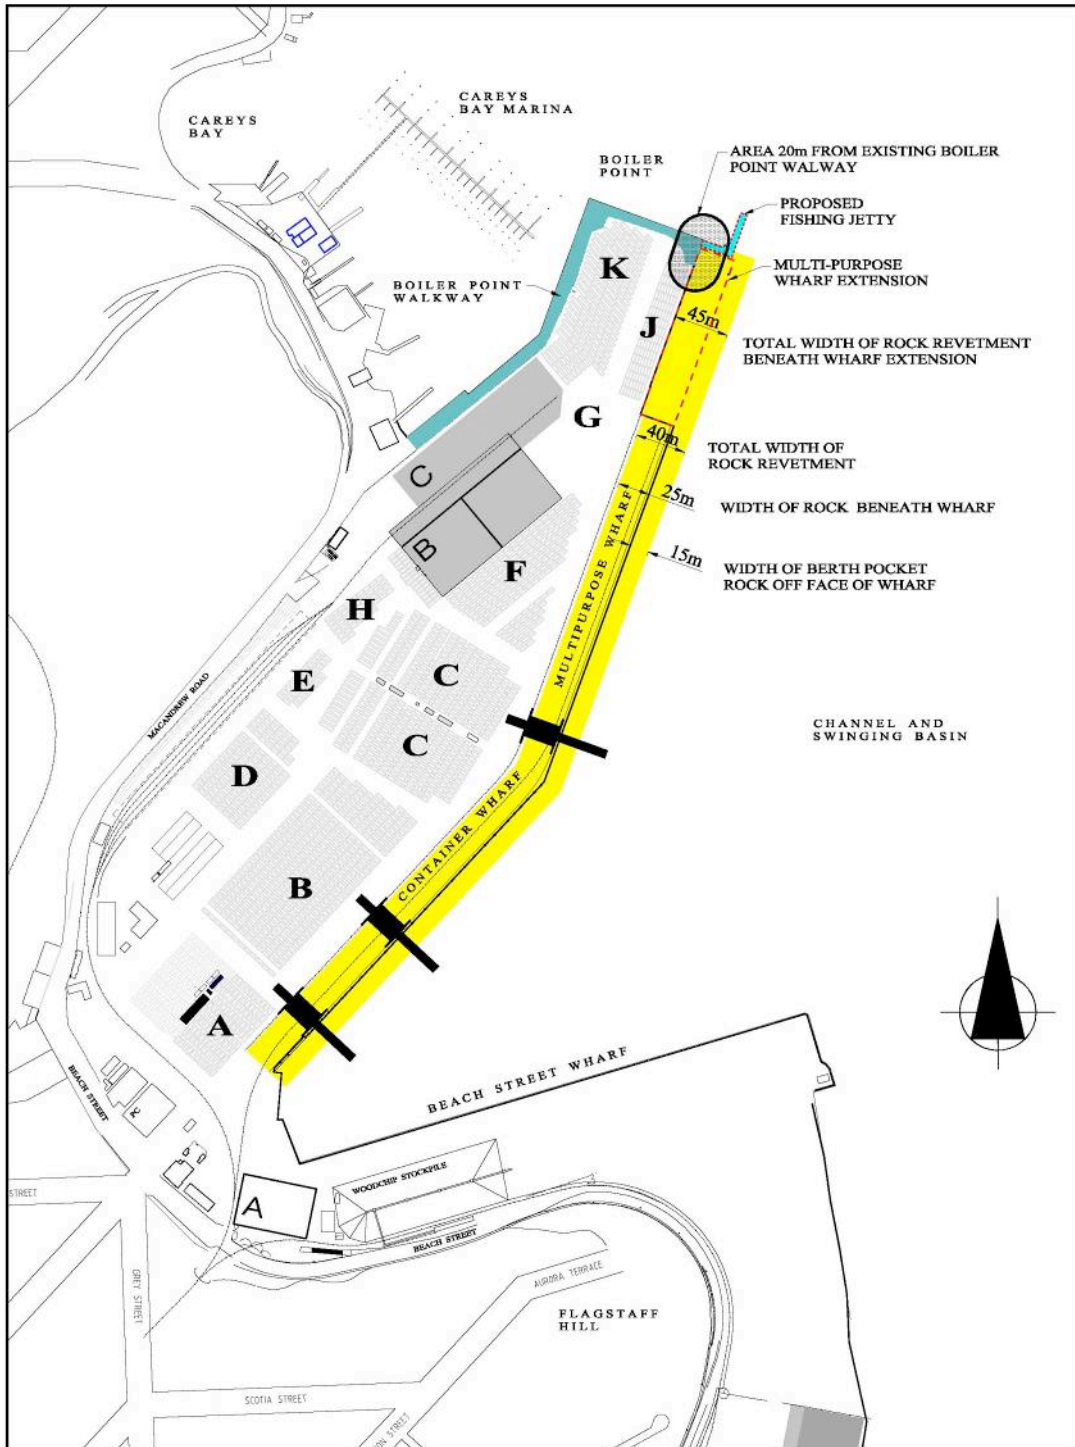 CAREYS
BAY MARINA
CAREYS
BAY
BOILER
POINT
AREA 20m FROM EXISTING BOILER
POINT WALWAY
PROPOSED
FISHING JETTY
MULTI-PURPOSE
WHARF EXTENSION
BOILER POINT
WALKWAY
K
J
45m
TOTAL WIDTH OF ROCK REVETMENT
BENEATH WHARF EXTENSION
G
40m
TOTAL WIDTH OF
ROCK REVETMENT
C
25m
WIDTH OF ROCK BENEATH WHARF
B
F
15m
WIDTH OF BERTH POCKET
ROCK OFF FACE OF WHARF
MULTIPURPOSE WHARF
H
E
C
C
MACANDREW ROAD
CHANNEL AND
SWINGING BASIN
D
CONTAINER WHARF
B
A
BEACH STREET WHARF
BEACH STREET
PC
WOODCHIP STOCKPILE
STREET
A
BEACH STREET
GREY STREET
AURORA TERRACE
FLAGSTAFF
HILL
SCOTIA STREET
STREET